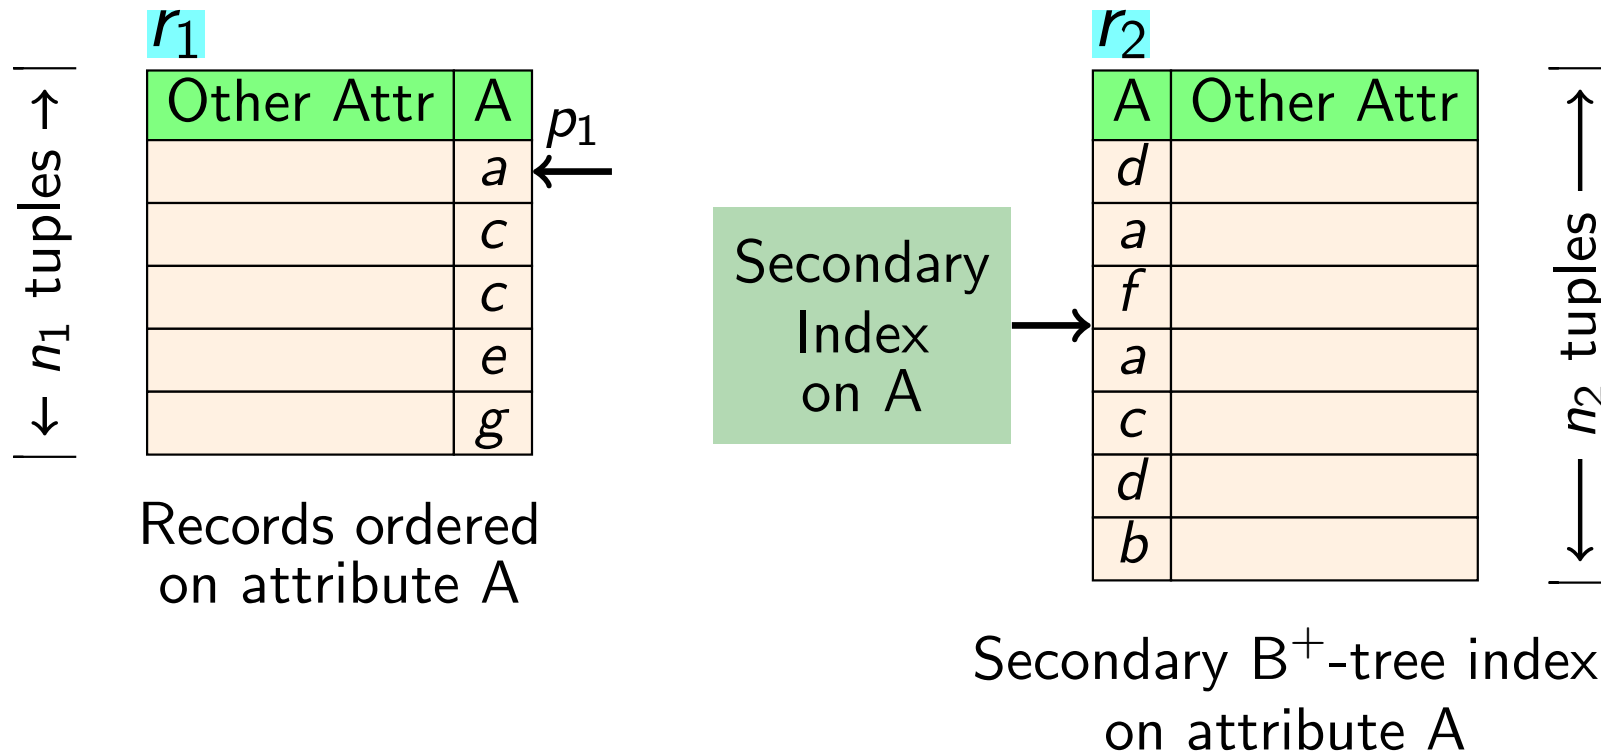 r₁
Other Attr A
a
c
c
e
g
← n₁ tuples →
p₁
Records ordered
on attribute A
Secondary
Index
on A
r₂
A Other Attr
d
a
f
a
c
d
b
← n₂ tuples →
Secondary B⁺-tree index
on attribute A